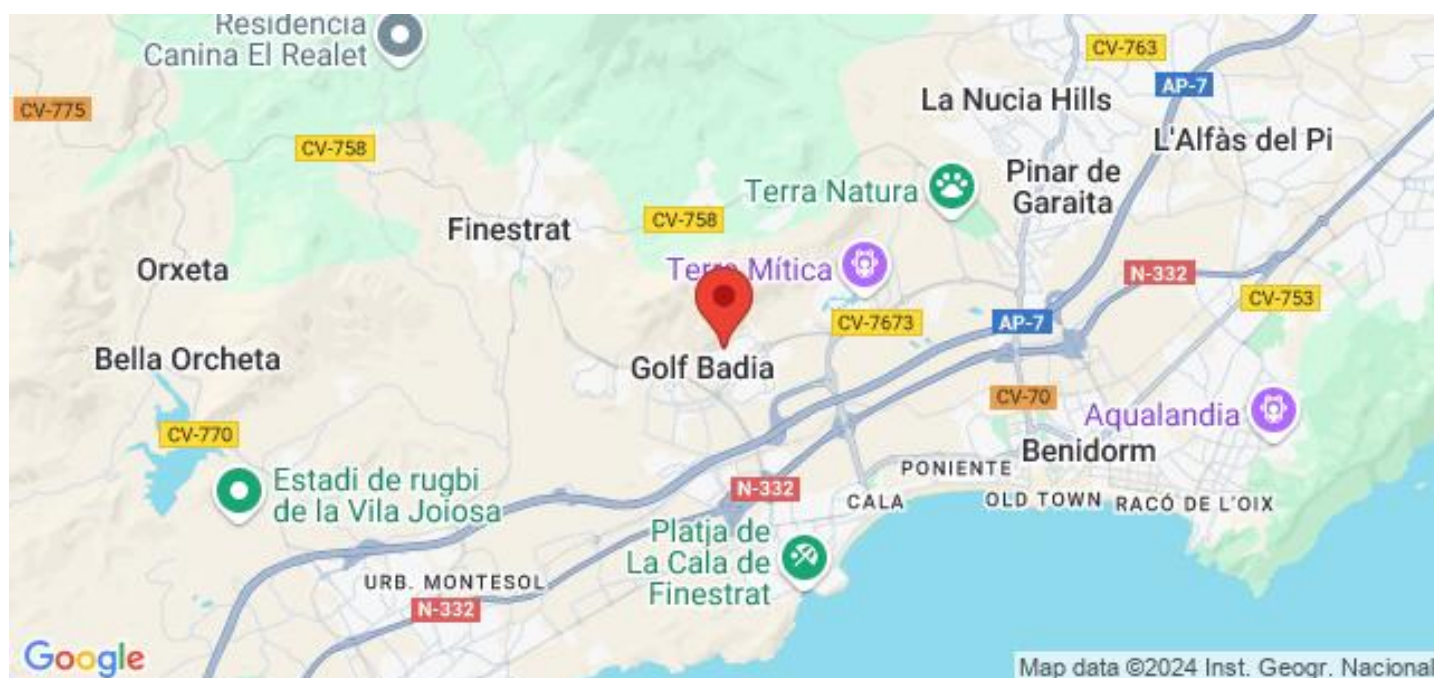 Residencia
Canina El Realet
CV-763
AP-7
La Nucia Hills
CV-775
L'Alfàs del Pi
CV-758
Pinar de
Garaita
Terra Natura
CV-758
Finestrat
Orxeta
Terra Mítica
N-332
CV-753
CV-7673
AP-7
Bella Orcheta
Golf Badia
CV-70
Aqualandia
CV-770
Benidorm
PONIENTE
Estadi de rugbi
de la Vila Joiosa
N-332
CALA
OLD TOWN
RACÓ DE L'OIX
Platja de
La Cala de
Finestrat
URB. MONTESOL
N-332
Google
Map data ©2024 Inst. Geogr. Nacional